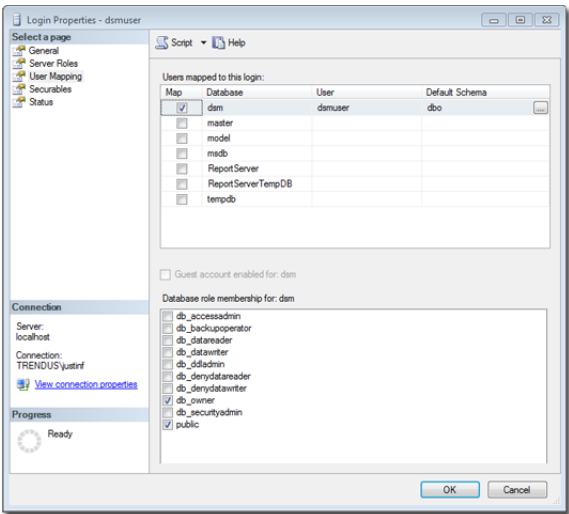 Login Properties - dsmuser
Select a page
General
Server Roles
User Mapping
Securables
Status
Script Help
Users mapped to this login:
Map Database User Default Schema
dsm dsmuser dbo ...
master
model
msdb
ReportServer
ReportServerTempDB
tempdb
Guest account enabled for: dsm
Database role membership for: dsm
db_accessadmin
db_backupoperator
db_datareader
db_datawriter
db_ddladmin
db_denydatareader
db_denydatawriter
db_owner
db_securityadmin
public
Connection
Server:
localhost
Connection:
TRENDUS\justinf
View connection properties
Progress
Ready
OK Cancel